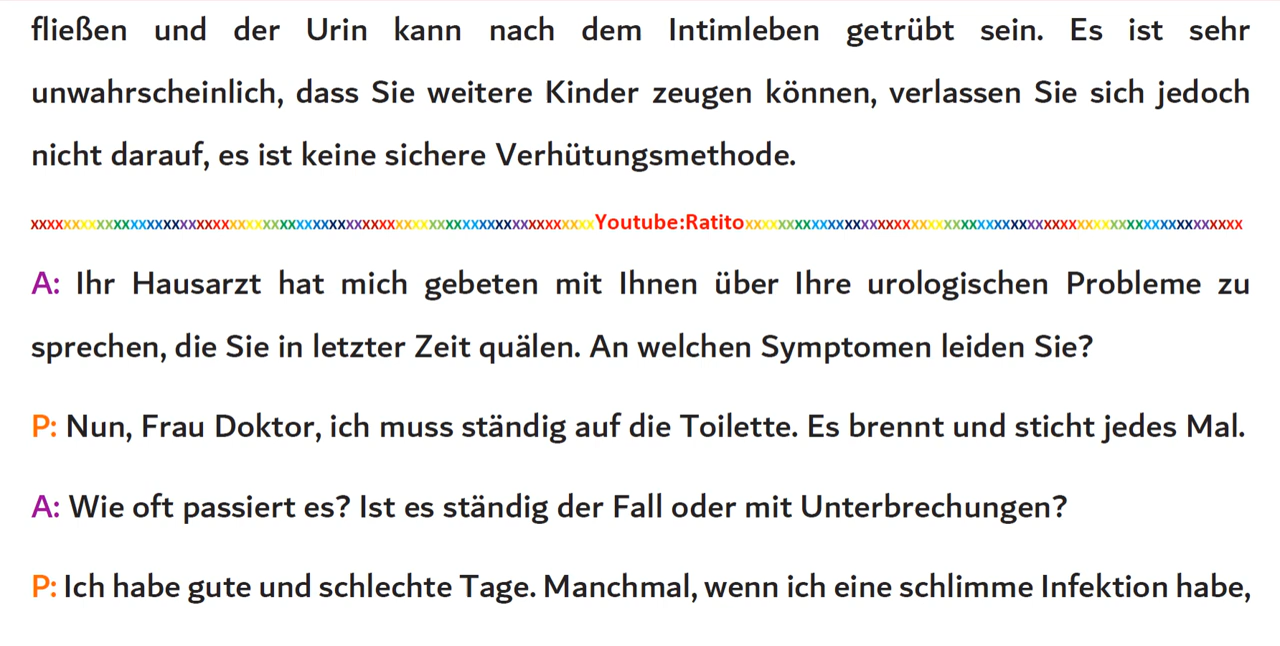 fließen und der Urin kann nach dem Intimleben getrübt sein. Es ist sehr
unwahrscheinlich, dass Sie weitere Kinder zeugen können, verlassen Sie sich jedoch
nicht darauf, es ist keine sichere Verhütungsmethode.
xxxxxxxxxxxxxxxxxxxxxxxxxxxxxxxxxxxxxxxxxxxxxxxxxxxxxxxxxxxxxxxxxxxxYoutube:Ratitoxxxxxxxxxxxxxxxxxxxxxxxxxxxxxxxxxxxxxxxxxxxxxxxxxxxxxxxxxxxx
A: Ihr Hausarzt hat mich gebeten mit Ihnen über Ihre urologischen Probleme zu
sprechen, die Sie in letzter Zeit quälen. An welchen Symptomen leiden Sie?
P: Nun, Frau Doktor, ich muss ständig auf die Toilette. Es brennt und sticht jedes Mal.
A: Wie oft passiert es? Ist es ständig der Fall oder mit Unterbrechungen?
P: Ich habe gute und schlechte Tage. Manchmal, wenn ich eine schlimme Infektion habe,